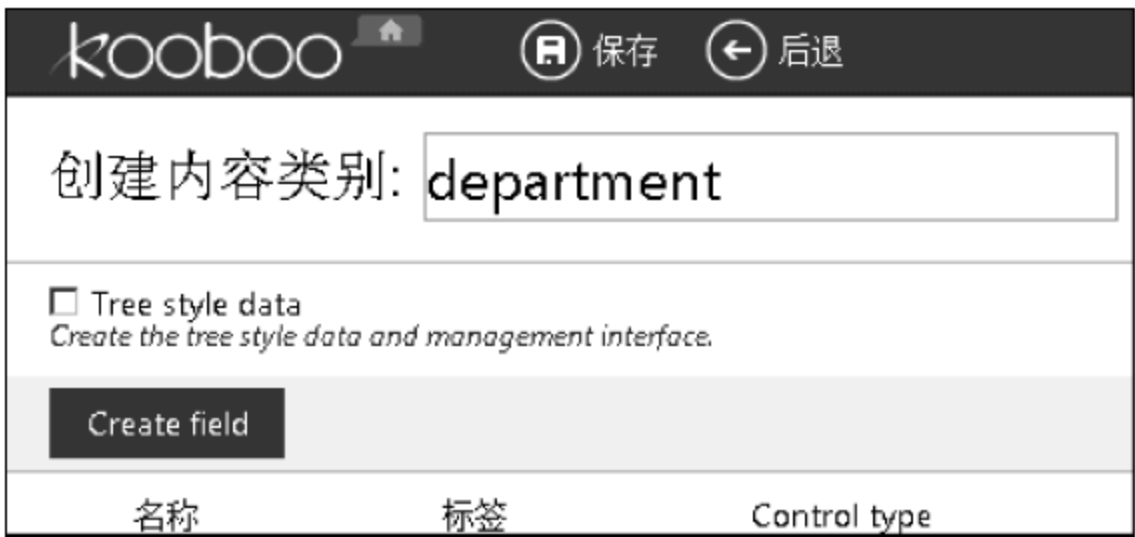 kooboo 保存 后退
创建内容类别: department
Tree style data
Create the tree style data and management interface.
Create field
名称 标签 Control type